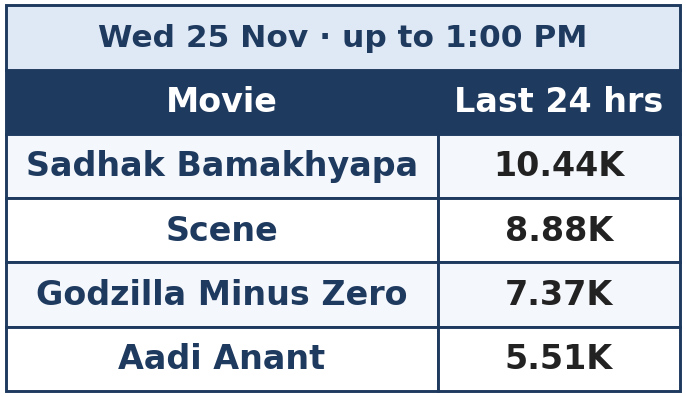 Wed 25 Nov · up to 1:00 PM
Movie Last 24 hrs
Sadhak Bamakhyapa 10.44K
Scene 8.88K
Godzilla Minus Zero 7.37K
Aadi Anant 5.51K